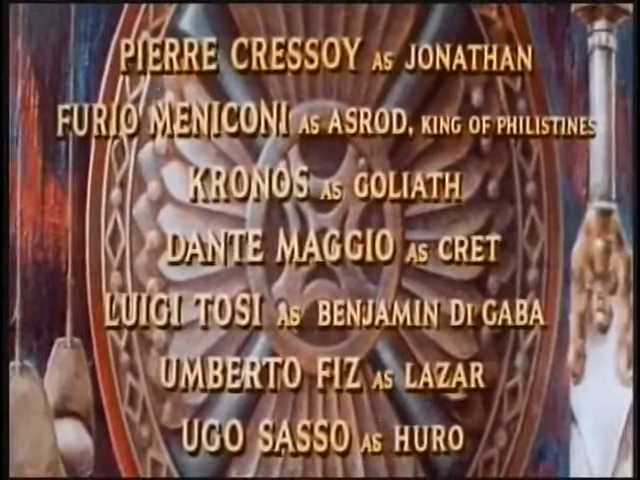 PIERRE CRESSOY AS JONATHAN
FURIO MENICONI AS ASROD, KING OF PHILISTINES
KRONOS AS GOLIATH
DANTE MAGGIO AS CRET
LUIGI TOSI AS BENJAMIN DI GABA
UMBERTO FIZ AS LAZAR
UGO SASSO AS HURO